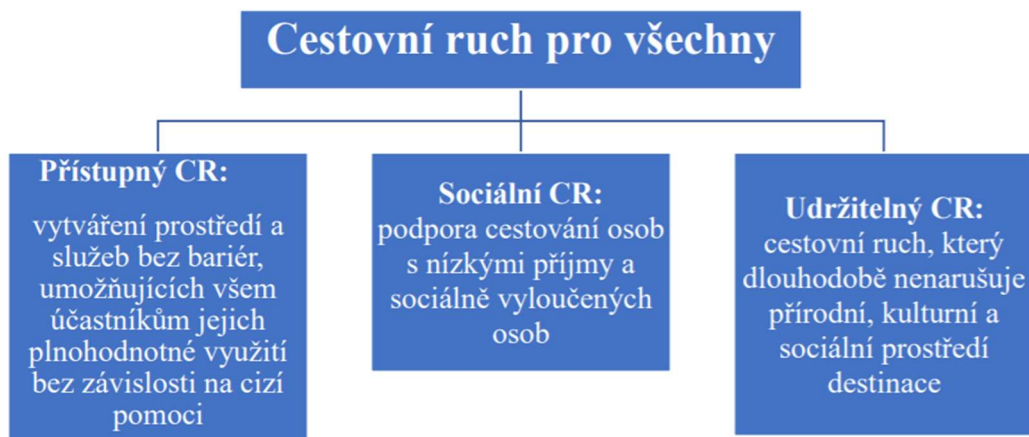 Cestovní ruch pro všechny
Přístupný CR:
vytváření prostředí a
služeb bez bariér,
umožňujících všem
účastníkům jejich
plnohodnotné využití
bez závislosti na cizí
pomoci
Sociální CR:
podpora cestování osob
s nízkými příjmy a
sociálně vyloučených
osob
Udržitelný CR:
cestovní ruch, který
dlouhodobě nenarušuje
přírodní, kulturní a
sociální prostředí
destinace